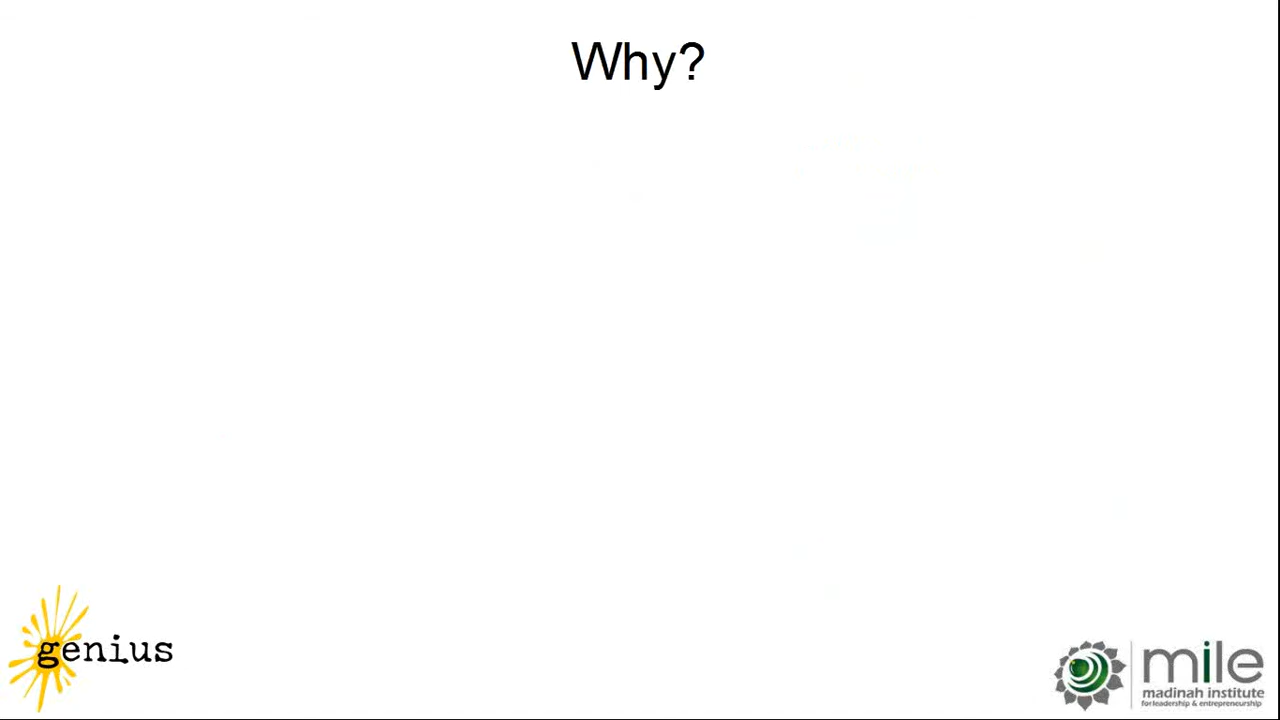 Why?
genius
mile
madinah institute
for leadership & entrepreneurship